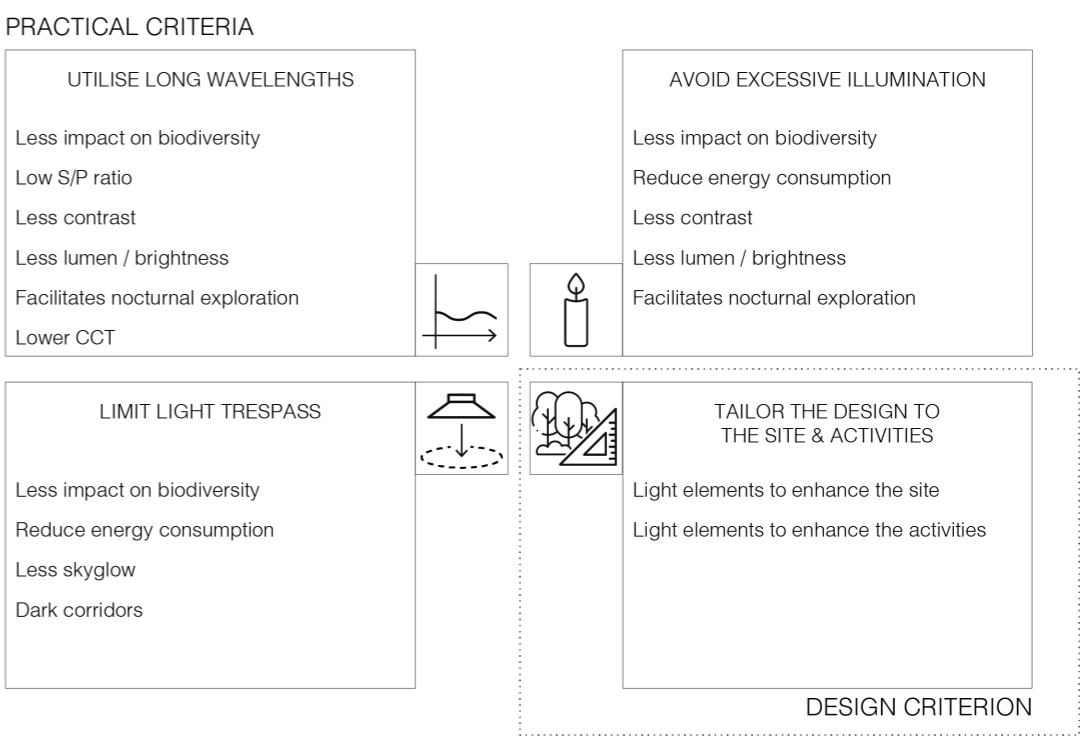 PRACTICAL CRITERIA
UTILISE LONG WAVELENGTHS
Less impact on biodiversity
Low S/P ratio
Less contrast
Less lumen / brightness
Facilitates nocturnal exploration
Lower CCT
AVOID EXCESSIVE ILLUMINATION
Less impact on biodiversity
Reduce energy consumption
Less contrast
Less lumen / brightness
Facilitates nocturnal exploration
LIMIT LIGHT TRESPASS
Less impact on biodiversity
Reduce energy consumption
Less skyglow
Dark corridors
TAILOR THE DESIGN TO
THE SITE & ACTIVITIES
Light elements to enhance the site
Light elements to enhance the activities
DESIGN CRITERION